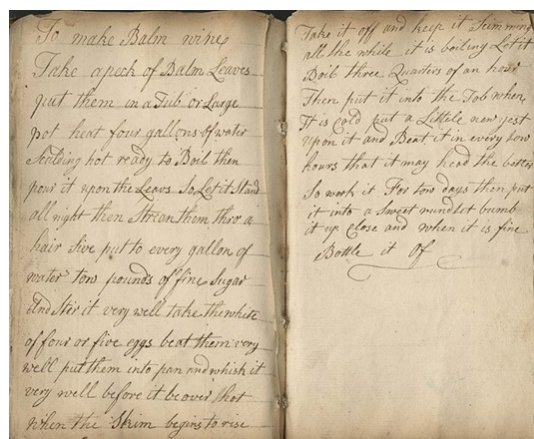 To make Balm wine
Take a peck of Balm Leaves
put them in a Tub or Large
pot heat four gallons of water
Scalding hot ready to Boil then
pour it upon the Leavs So Let it Stand
all night then Strean them thro a
hair sive put to every gallon of
water tow pounds of fine Sugar
And Stir it very well take the white
of four or five eggs beat them very
well put them into pan and whisk it
very well before it be over hot
when the Skim begins to rise
Take it off and keep it Skimming
all the while it is boiling Let it
Boil three Quarters of an hour
Then put it into the Tob when
It is cold put a Little new yest
upon it and Beat it in every tow
hours that it may head the better
So work it For tow days then put
it into a Sweet rundlet bumb
it up Close and when it is fine
Bottle it Of